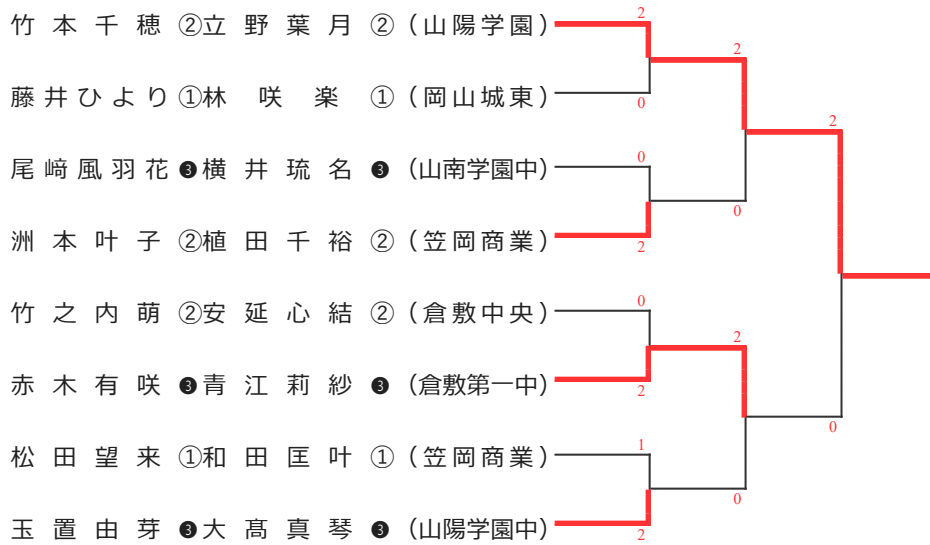 竹本千穂 ②立野葉月 ② (山陽学園) 2
2
藤井ひより ①林咲楽 ① (岡山城東) 0
2
尾﨑風羽花 ❸横井琉名 ❸ (山南学園中) 0
0
洲本叶子 ②植田千裕 ② (笠岡商業) 2
竹之内萌 ②安延心結 ② (倉敷中央) 0
2
赤木有咲 ❸青江莉紗 ❸ (倉敷第一中) 2
0
松田望来 ①和田匡叶 ① (笠岡商業) 1
0
玉置由芽 ❸大髙真琴 ❸ (山陽学園中) 2